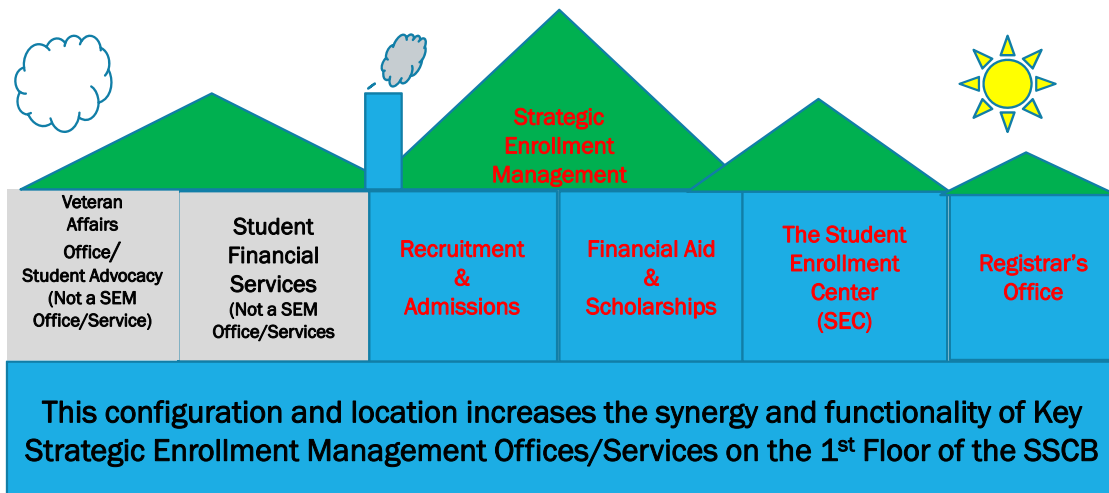 Strategic
Enrollment
Management
Veteran
Affairs
Office/
Student Advocacy
(Not a SEM
Office/Service)
Student
Financial
Services
(Not a SEM
Office/Services
Recruitment
&
Admissions
Financial Aid
&
Scholarships
The Student
Enrollment
Center
(SEC)
Registrar’s
Office
This configuration and location increases the synergy and functionality of Key
Strategic Enrollment Management Offices/Services on the 1st Floor of the SSCB